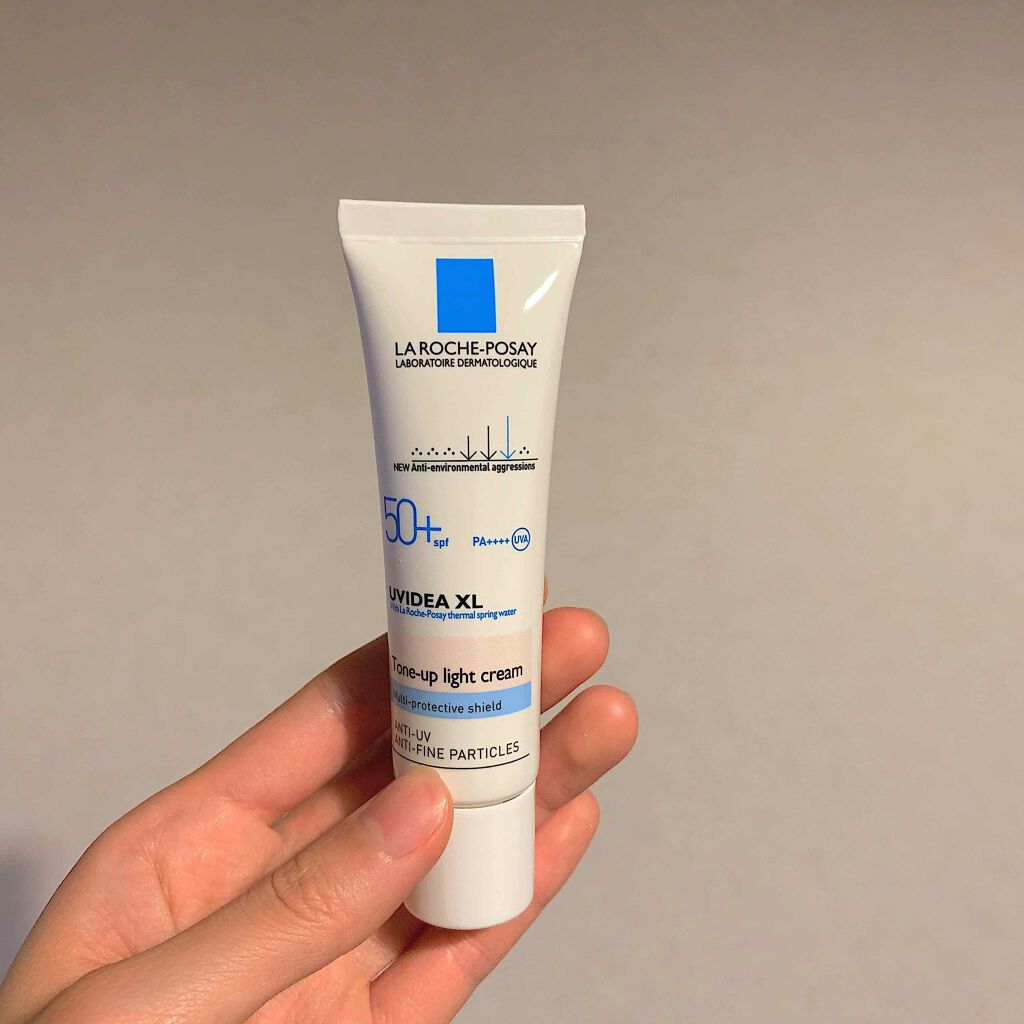 LA ROCHE-POSAY
LABORATOIRE DERMATOLOGIQUE
NEW Anti-environmental aggressions
50+ spf PA++++ UVA
UVIDEA XL
With La Roche-Posay thermal spring water
Tone-up light cream
Multi-protective shield
ANTI-UV
ANTI-FINE PARTICLES